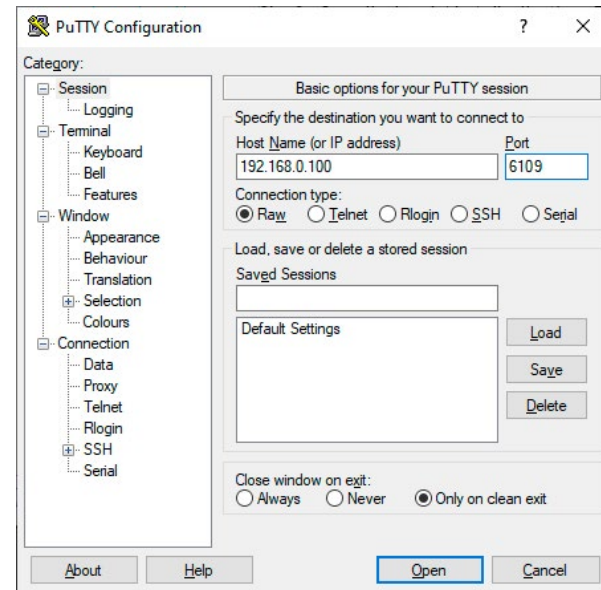 PuTTY Configuration
Category:
Session
Logging
Terminal
Keyboard
Bell
Features
Window
Appearance
Behaviour
Translation
Selection
Colours
Connection
Data
Proxy
Telnet
Rlogin
SSH
Serial
Basic options for your PuTTY session
Specify the destination you want to connect to
Host Name (or IP address) Port
192.168.0.100 6109
Connection type:
Raw Telnet Rlogin SSH Serial
Load, save or delete a stored session
Saved Sessions
Default Settings
Load
Save
Delete
Close window on exit:
Always Never Only on clean exit
About Help Open Cancel